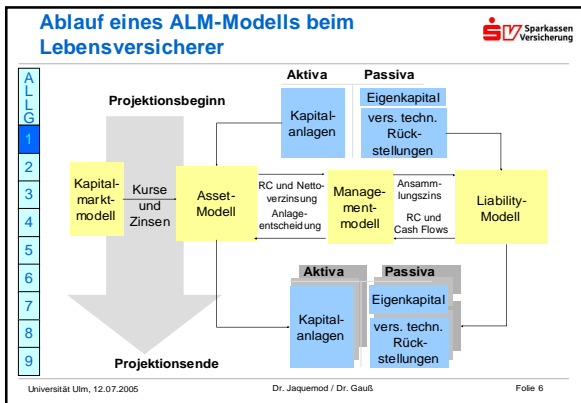 Ablauf eines ALM-Modells beim
Lebensversicherer
Sparkassen
Versicherung
A
L
L
G
1
2
3
4
5
6
7
8
9
Projektionsbeginn
Aktiva
Passiva
Kapital-
anlagen
Eigenkapital
vers. techn.
Rück-
stellungen
Kapital-
markt-
modell
Kurse
und
Zinsen
Asset-
Modell
RC und Netto-
verzinsung
Anlage-
entscheidung
Manage-
ment-
modell
Ansamm-
lungszins
RC und
Cash Flows
Liability-
Modell
Aktiva
Passiva
Kapital-
anlagen
Eigenkapital
vers. techn.
Rück-
stellungen
Projektionsende
Universität Ulm, 12.07.2005
Dr. Jaquemod / Dr. Gauß
Folie 6